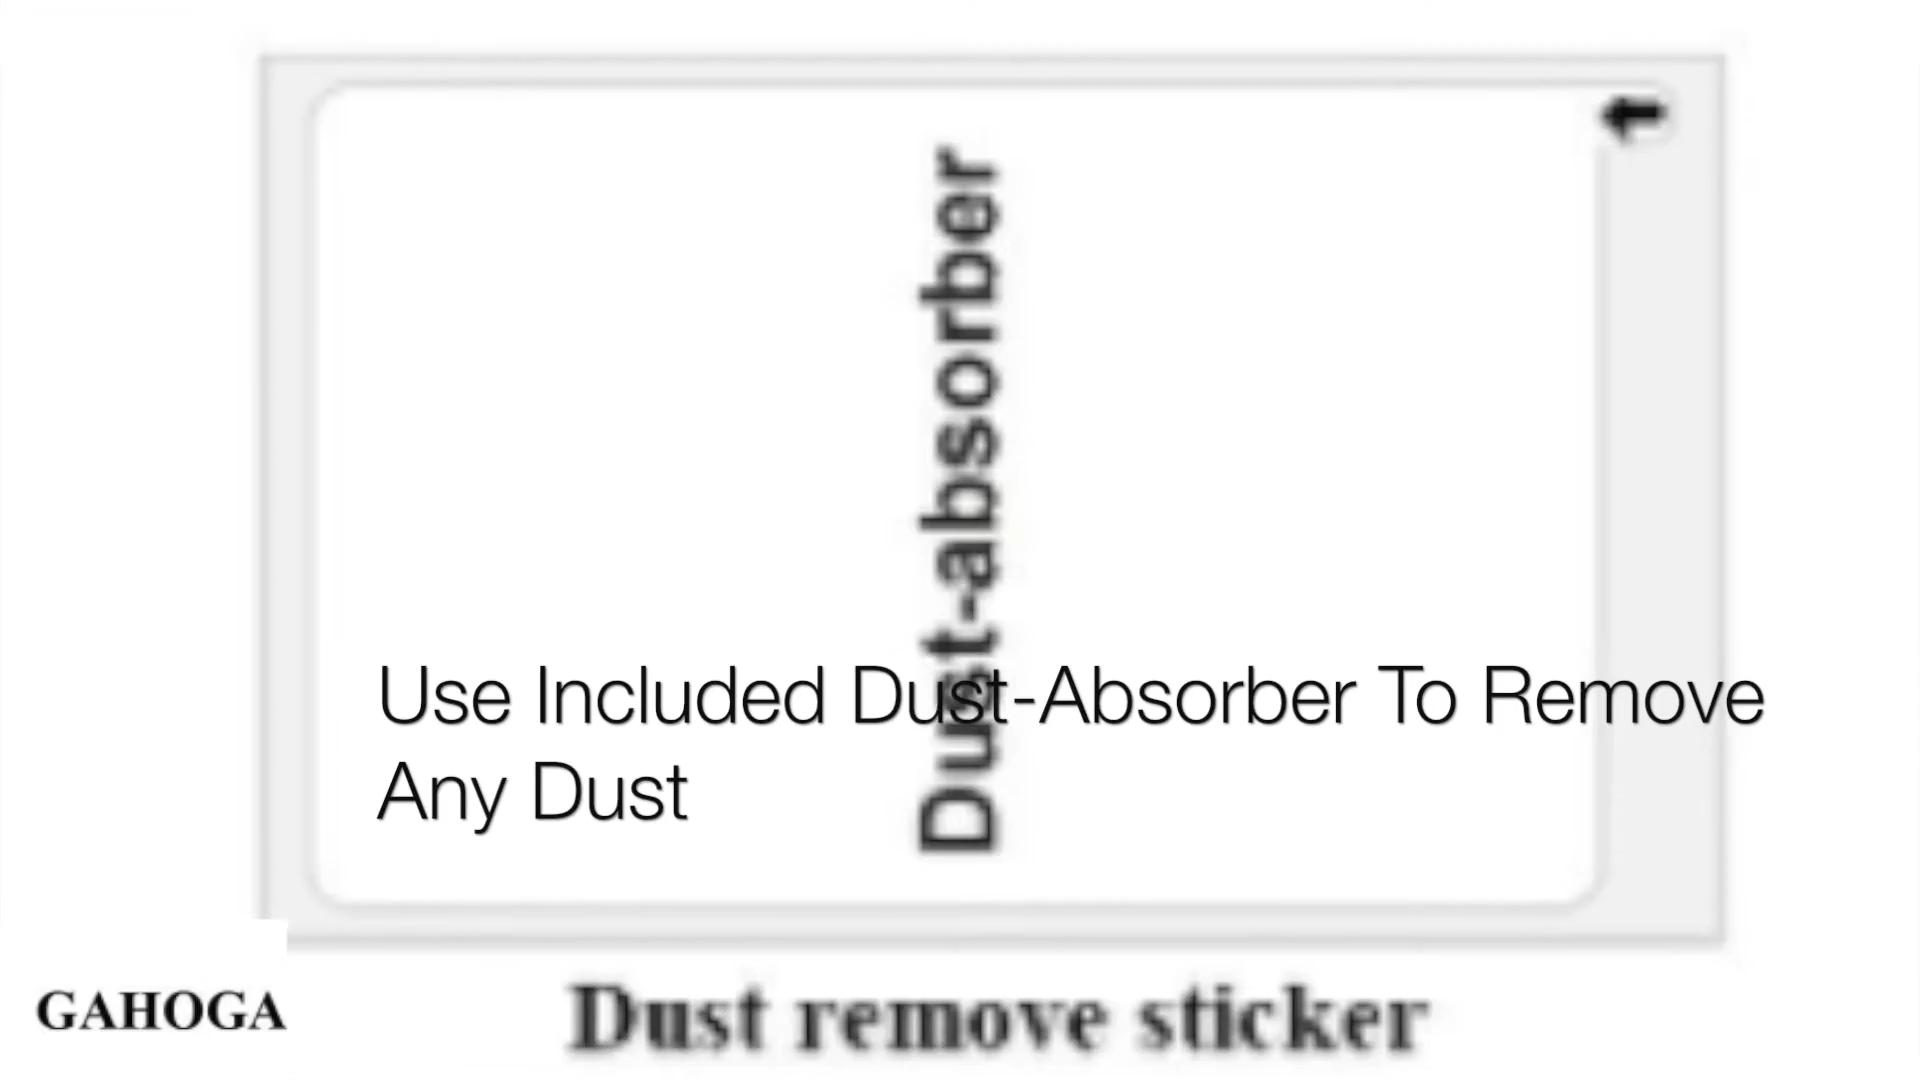 Dust-absorber
Use Included Dust-Absorber To Remove
Any Dust
GAHOGA
Dust remove sticker